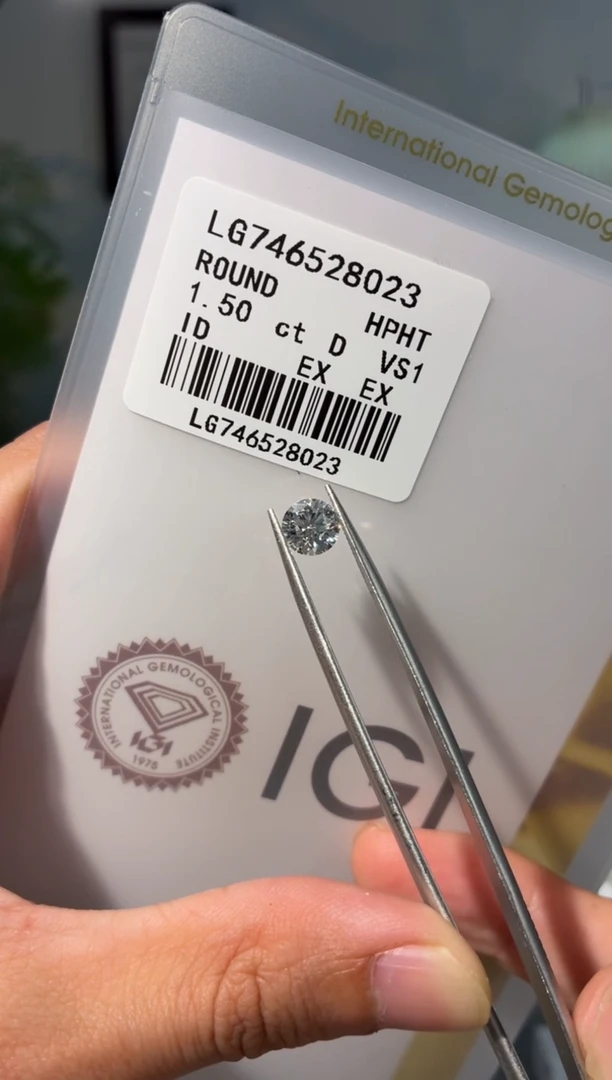 International Gemolog
LG746528023
ROUND HPHT
1.50 ct D VS1
ID EX EX
LG746528023
INTERNATIONAL GEMOLOGICAL INSTITUTE
IGI
1975
IGI